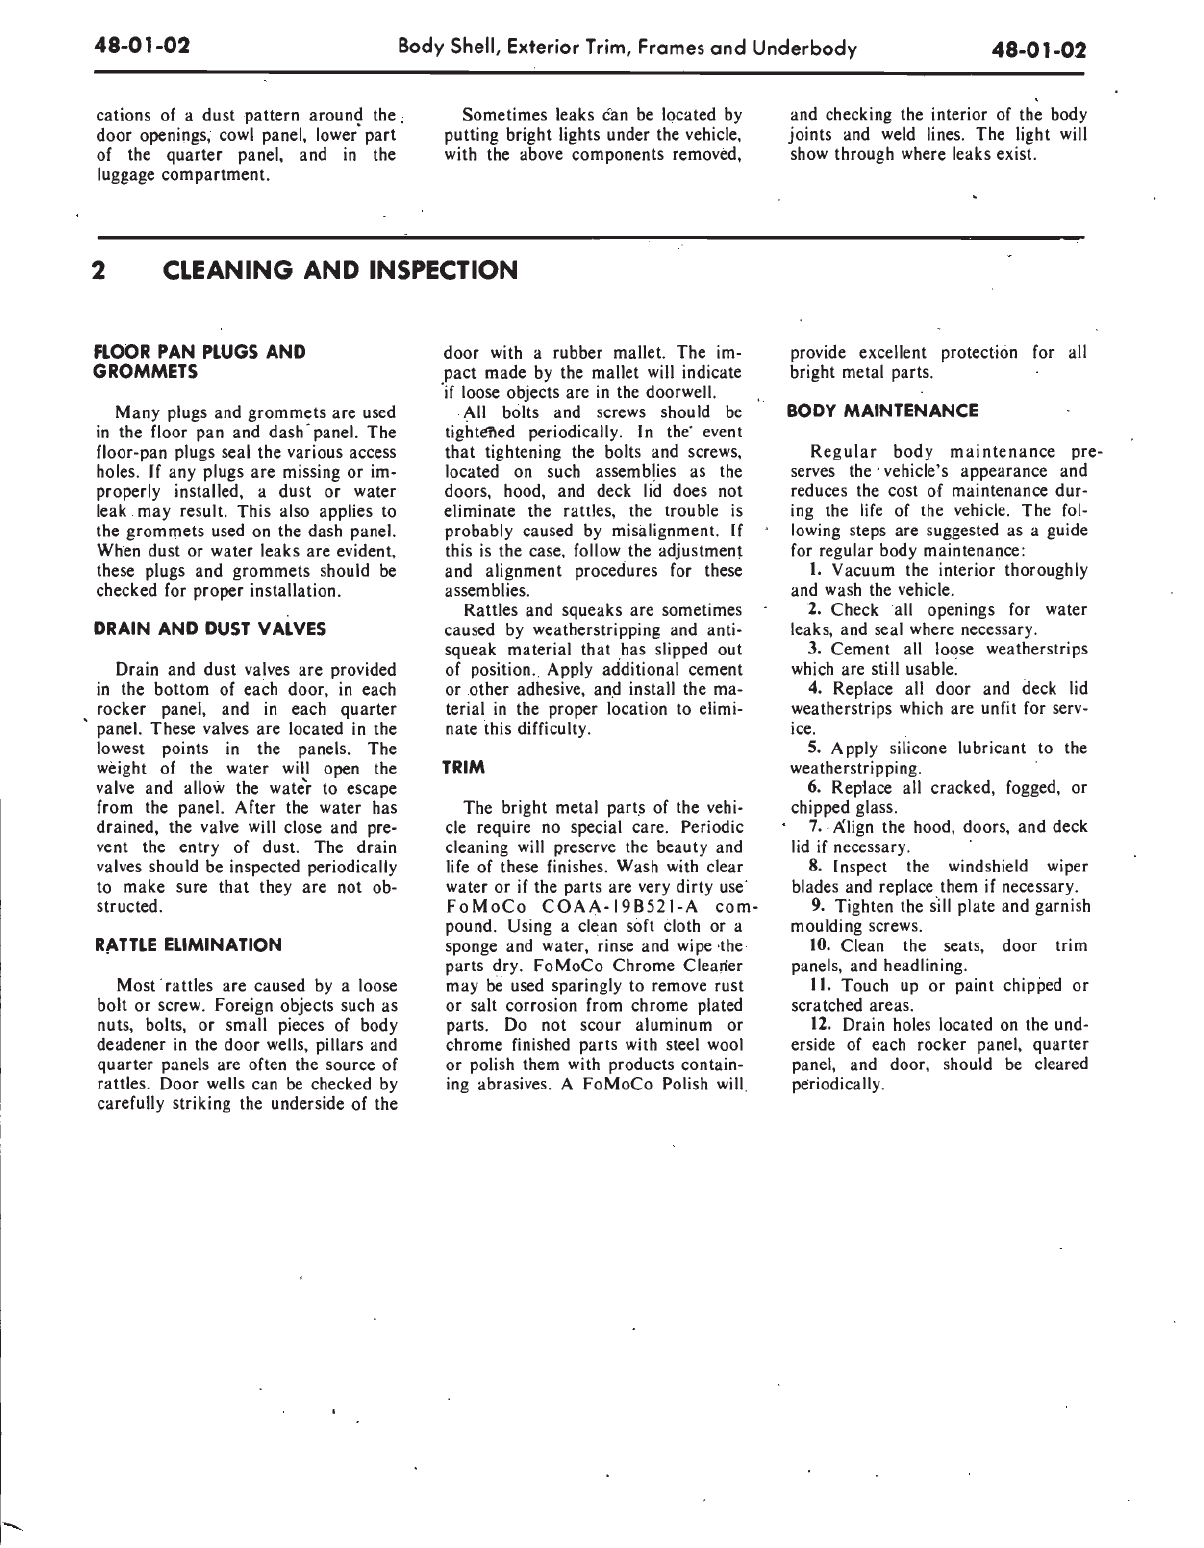 48-01-02
Body Shell, Exterior Trim, Frames and Underbody
48-01-02
cations of a dust pattern around the
door openings, cowl panel, lower part
of the quarter panel, and in the
luggage compartment.
Sometimes leaks can be located by
putting bright lights under the vehicle,
with the above components removed,
and checking the interior of the body
joints and weld lines. The light will
show through where leaks exist.
2 CLEANING AND INSPECTION
FLOOR PAN PLUGS AND
GROMMETS
Many plugs and grommets are used
in the floor pan and dash panel. The
floor-pan plugs seal the various access
holes. If any plugs are missing or im-
properly installed, a dust or water
leak may result. This also applies to
the grommets used on the dash panel.
When dust or water leaks are evident,
these plugs and grommets should be
checked for proper installation.
DRAIN AND DUST VALVES
Drain and dust valves are provided
in the bottom of each door, in each
rocker panel, and in each quarter
panel. These valves are located in the
lowest points in the panels. The
weight of the water will open the
valve and allow the water to escape
from the panel. After the water has
drained, the valve will close and pre-
vent the entry of dust. The drain
valves should be inspected periodically
to make sure that they are not ob-
structed.
RATTLE ELIMINATION
Most rattles are caused by a loose
bolt or screw. Foreign objects such as
nuts, bolts, or small pieces of body
deadener in the door wells, pillars and
quarter panels are often the source of
rattles. Door wells can be checked by
carefully striking the underside of the
door with a rubber mallet. The im-
pact made by the mallet will indicate
if loose objects are in the doorwell.
All bolts and screws should be
tightened periodically. In the event
that tightening the bolts and screws,
located on such assemblies as the
doors, hood, and deck lid does not
eliminate the rattles, the trouble is
probably caused by misalignment. If
this is the case, follow the adjustment
and alignment procedures for these
assemblies.
Rattles and squeaks are sometimes
caused by weatherstripping and anti-
squeak material that has slipped out
of position. Apply additional cement
or other adhesive, and install the ma-
terial in the proper location to elimi-
nate this difficulty.
TRIM
The bright metal parts of the vehi-
cle require no special care. Periodic
cleaning will preserve the beauty and
life of these finishes. Wash with clear
water or if the parts are very dirty use
FoMoCo COAA-19B521-A com-
pound. Using a clean soft cloth or a
sponge and water, rinse and wipe the
parts dry. FoMoCo Chrome Cleaner
may be used sparingly to remove rust
or salt corrosion from chrome plated
parts. Do not scour aluminum or
chrome finished parts with steel wool
or polish them with products contain-
ing abrasives. A FoMoCo Polish will
provide excellent protection for all
bright metal parts.
BODY MAINTENANCE
Regular body maintenance pre-
serves the vehicle's appearance and
reduces the cost of maintenance dur-
ing the life of the vehicle. The fol-
lowing steps are suggested as a guide
for regular body maintenance:
1. Vacuum the interior thoroughly
and wash the vehicle.
2. Check all openings for water
leaks, and seal where necessary.
3. Cement all loose weatherstrips
which are still usable.
4. Replace all door and deck lid
weatherstrips which are unfit for serv-
ice.
5. Apply silicone lubricant to the
weatherstripping.
6. Replace all cracked, fogged, or
chipped glass.
7. Align the hood, doors, and deck
lid if necessary.
8. Inspect the windshield wiper
blades and replace them if necessary.
9. Tighten the sill plate and garnish
moulding screws.
10. Clean the seats, door trim
panels, and headlining.
11. Touch up or paint chipped or
scratched areas.
12. Drain holes located on the und-
erside of each rocker panel, quarter
panel, and door, should be cleared
periodically.